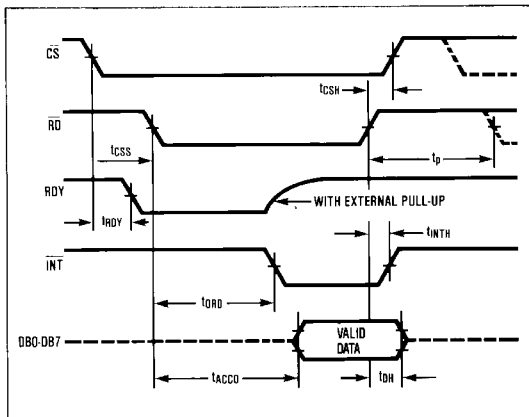 CS
tCSH
RD
tCSS
tp
RDY
WITH EXTERNAL PULL-UP
tRDY
tINTH
INT
tCRD
DB0-DB7
VALID
DATA
tACC0
tDH